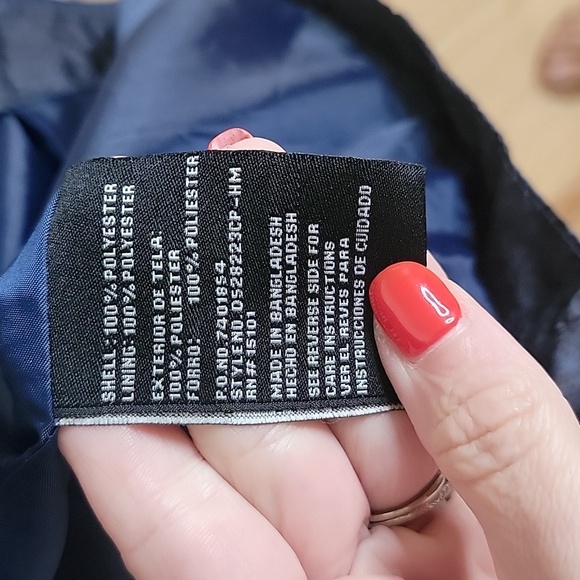 SHELL: 100% POLYESTER
LINING: 100% POLYESTER
EXTERIOR DE TELA:
100% POLIESTER
FORRO: 100% POLIESTER
P.O.NO.7401854
STYLE.NO DS28223CP-HM
RN#:15101
MADE IN BANGLADESH
HECHO EN BANGLADESH
SEE REVERSE SIDE FOR
CARE INSTRUCTIONS
VER EL REVES PARA
INSTRUCCIONES DE CUIDADO